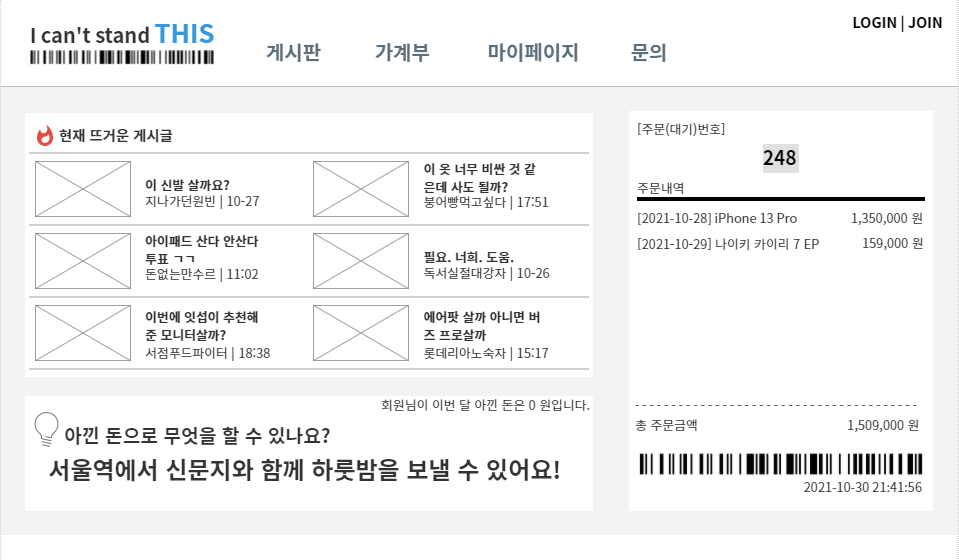 LOGIN | JOIN
I can't stand THIS
게시판 가계부 마이페이지 문의
현재 뜨거운 게시글
이 신발 살까요?
지나가던원빈 | 10-27
이 옷 너무 비싼 것 같
은데 사도 될까?
붕어빵먹고싶다 | 17:51
아이패드 산다 안산다
투표 ㄱㄱ
돈없는만수르 | 11:02
필요. 너희. 도움.
독서실절대강자 | 10-26
이번에 잇섭이 추천해
준 모니터살까?
서점푸드파이터 | 18:38
에어팟 살까 아니면 버
즈 프로살까
롯데리아노숙자 | 15:17
회원님이 이번 달 아낀 돈은 0 원입니다.
아낀 돈으로 무엇을 할 수 있나요?
서울역에서 신문지와 함께 하룻밤을 보낼 수 있어요!
[주문(대기)번호]
248
주문내역
[2021-10-28] iPhone 13 Pro 1,350,000 원
[2021-10-29] 나이키 카이리 7 EP 159,000 원
총 주문금액 1,509,000 원
2021-10-30 21:41:56